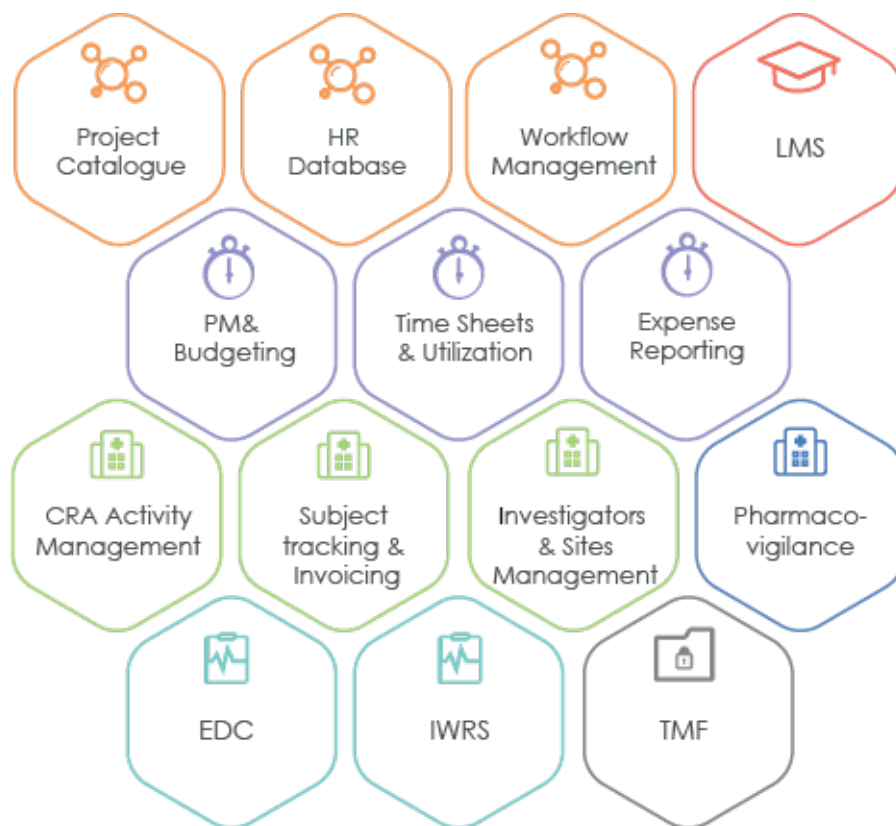 Project
Catalogue
HR
Database
Workflow
Management
LMS
PM&
Budgeting
Time Sheets
& Utilization
Expense
Reporting
CRA Activity
Management
Subject
tracking &
Invoicing
Investigators
& Sites
Management
Pharmaco-
vigilance
EDC
IWRS
TMF